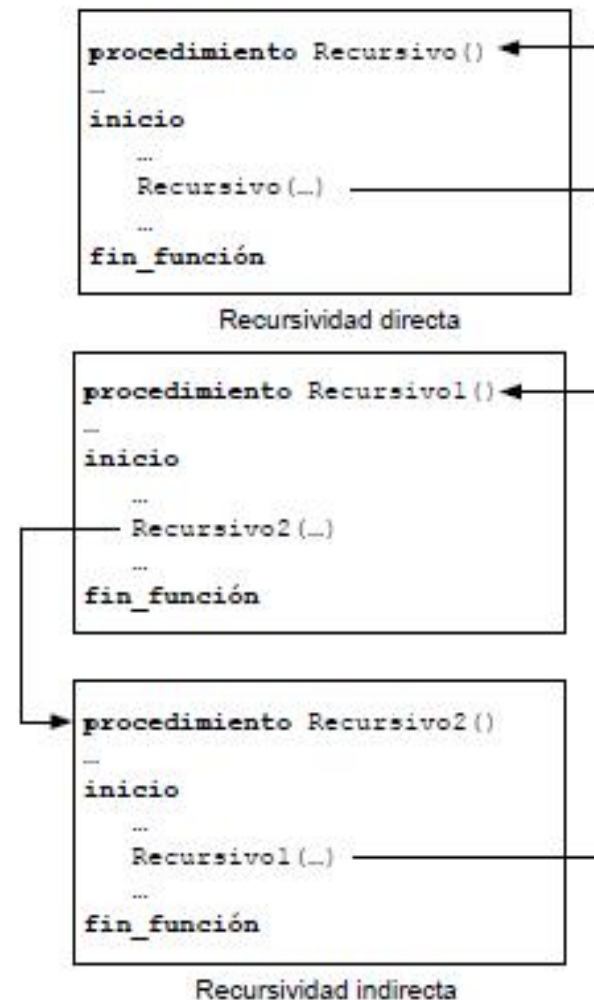 procedimiento Recursivo()
…
inicio
…
Recursivo(…)
…
fin_función
Recursividad directa
procedimiento Recursivo1()
…
inicio
…
Recursivo2(…)
…
fin_función
procedimiento Recursivo2()
…
inicio
…
Recursivo1(…)
…
fin_función
Recursividad indirecta